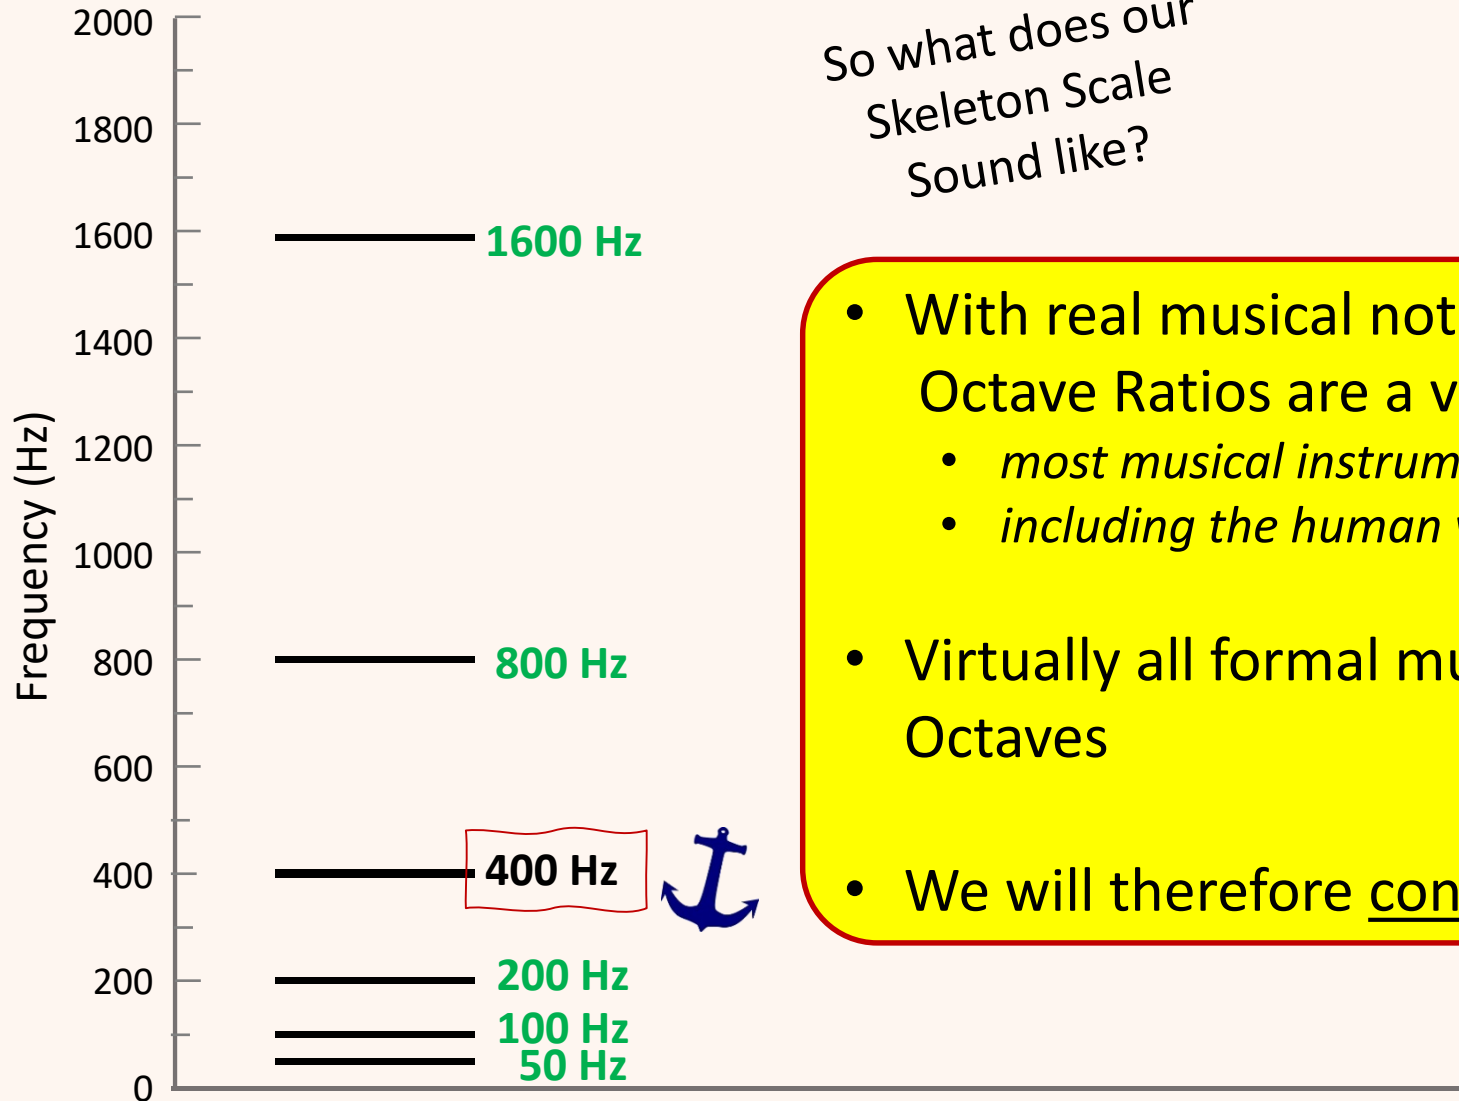 So what does our
Skeleton Scale
Sound like?
Frequency (Hz)
2000
1800
1600
1400
1200
1000
800
600
400
200
0
1600 Hz
800 Hz
400 Hz
200 Hz
100 Hz
50 Hz
• With real musical not
Octave Ratios are a v
• most musical instrum
• including the human
• Virtually all formal mu
Octaves
• We will therefore con